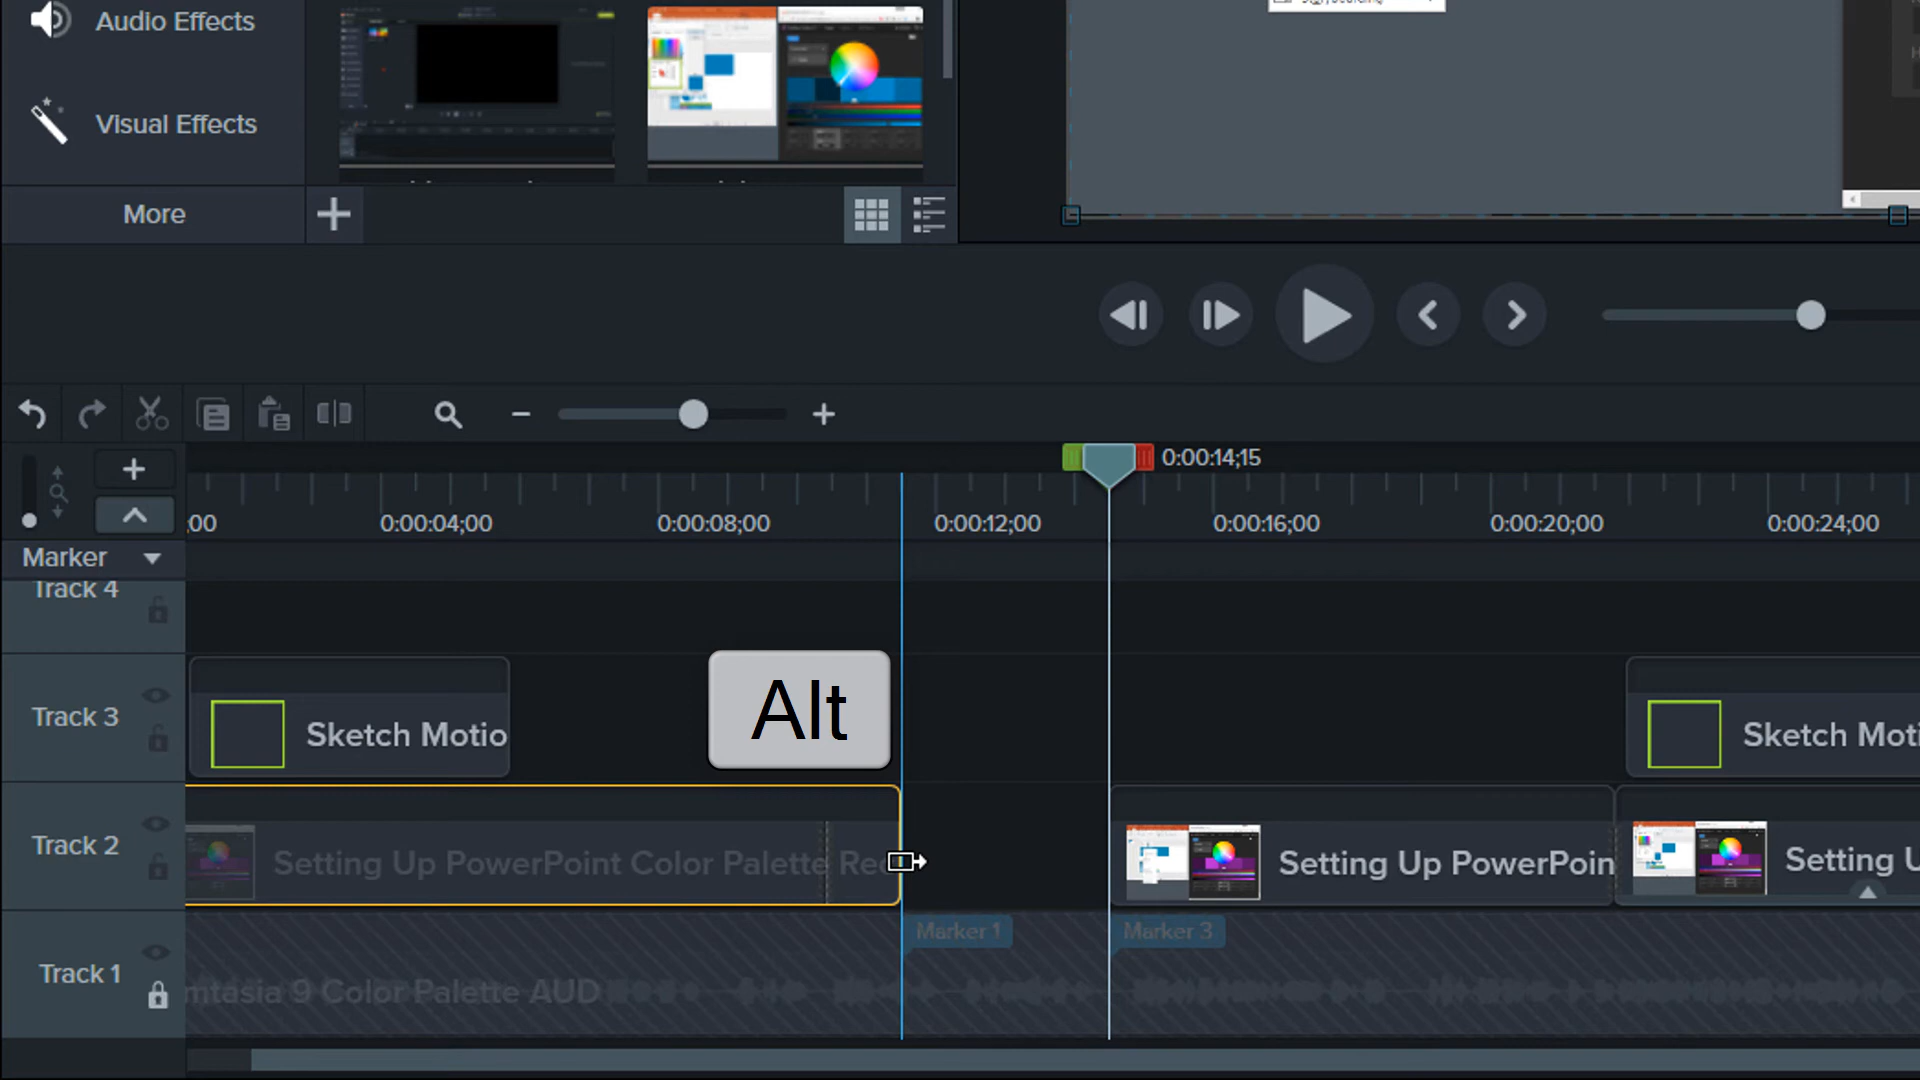 Audio Effects
Visual Effects
More
0:00:14;15
;00
0:00:04;00
0:00:08;00
0:00:12;00
0:00:16;00
0:00:20;00
0:00:24;00
Marker
Track 4
Track 3
Sketch Motio
Alt
Sketch Moti
Track 2
Setting Up PowerPoint Color Palette Rec
Setting Up PowerPoin
Setting U
Marker 1
Marker 3
Track 1
mtasia 9 Color Palette AUD